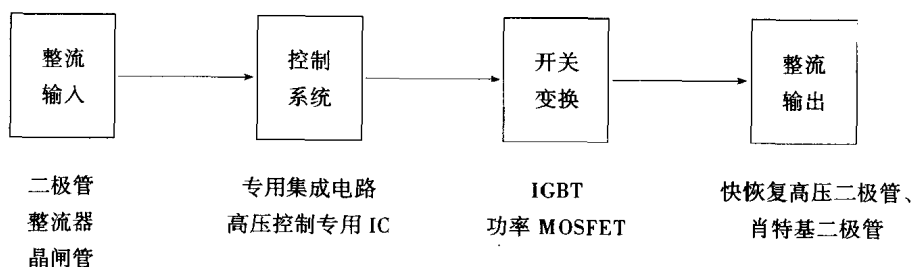 整流
输入
控制
系统
开关
变换
整流
输出
二极管
整流器
晶闸管
专用集成电路
高压控制专用 IC
IGBT
功率 MOSFET
快恢复高压二极管、
肖特基二极管